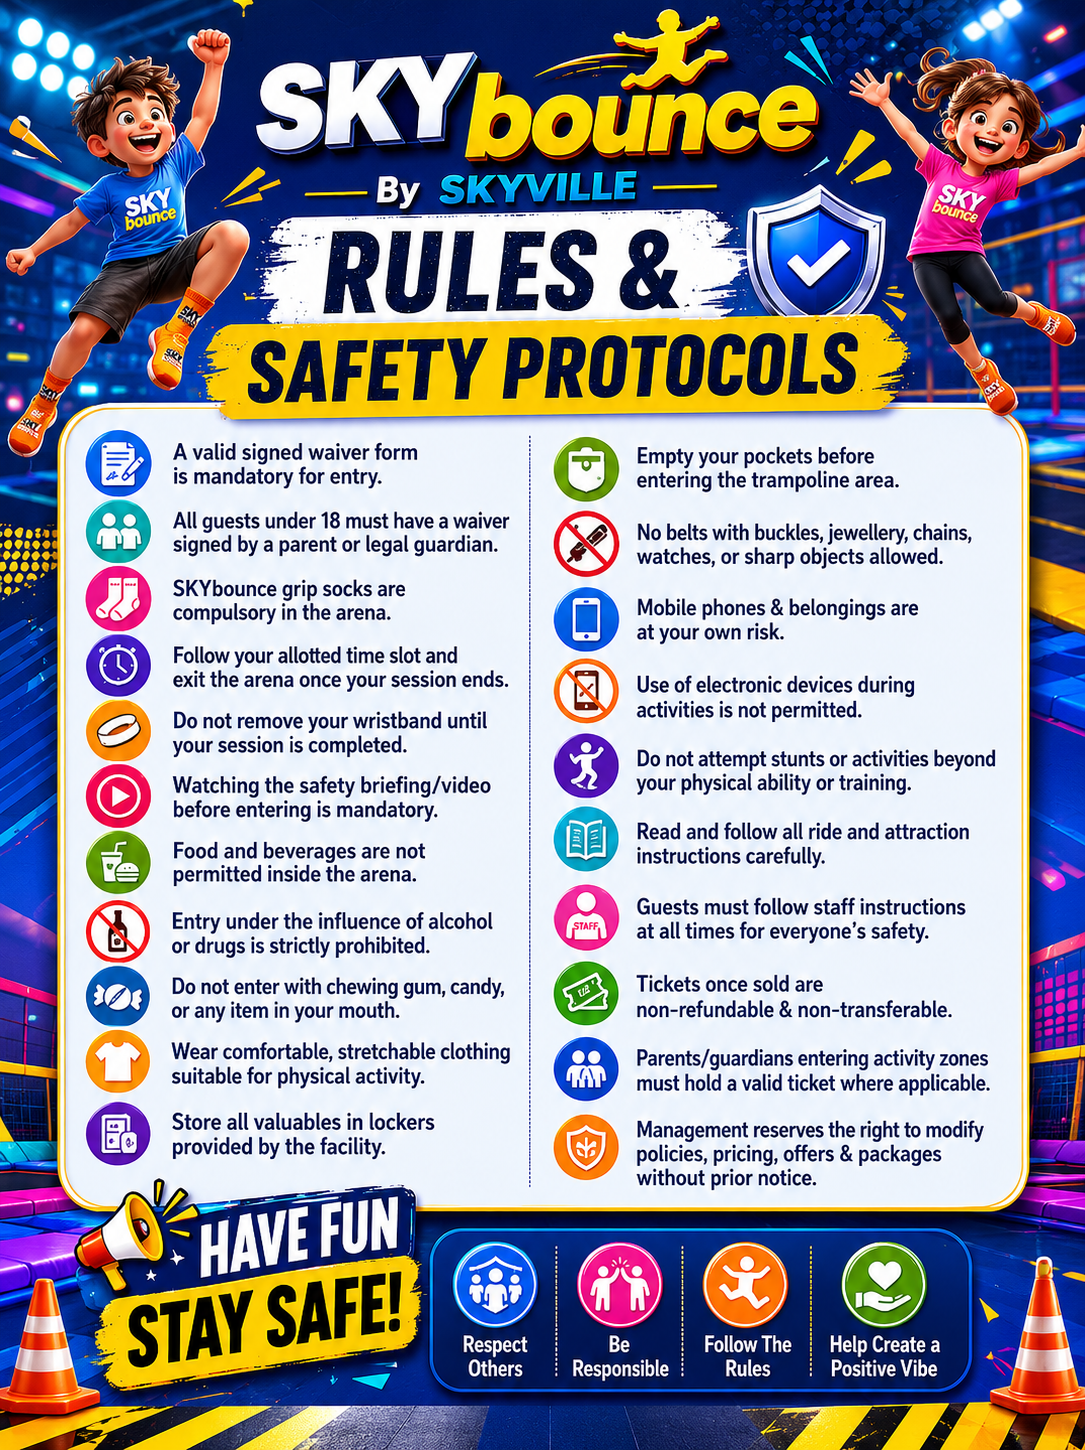 SKYbounce
By SKYVILLE
RULES &
SAFETY PROTOCOLS
SKY
bounce
SKY
bounce
A valid signed waiver form
is mandatory for entry.
All guests under 18 must have a waiver
signed by a parent or legal guardian.
SKYbounce grip socks are
compulsory in the arena.
Follow your allotted time slot and
exit the arena once your session ends.
Do not remove your wristband until
your session is completed.
Watching the safety briefing/video
before entering is mandatory.
Food and beverages are not
permitted inside the arena.
Entry under the influence of alcohol
or drugs is strictly prohibited.
Do not enter with chewing gum, candy,
or any item in your mouth.
Wear comfortable, stretchable clothing
suitable for physical activity.
Store all valuables in lockers
provided by the facility.
Empty your pockets before
entering the trampoline area.
No belts with buckles, jewellery, chains,
watches, or sharp objects allowed.
Mobile phones & belongings are
at your own risk.
Use of electronic devices during
activities is not permitted.
Do not attempt stunts or activities beyond
your physical ability or training.
Read and follow all ride and attraction
instructions carefully.
STAFF
Guests must follow staff instructions
at all times for everyone's safety.
Tickets once sold are
non-refundable & non-transferable.
Parents/guardians entering activity zones
must hold a valid ticket where applicable.
Management reserves the right to modify
policies, pricing, offers & packages
without prior notice.
HAVE FUN
STAY SAFE!
Respect
Others
Be
Responsible
Follow The
Rules
Help Create a
Positive Vibe